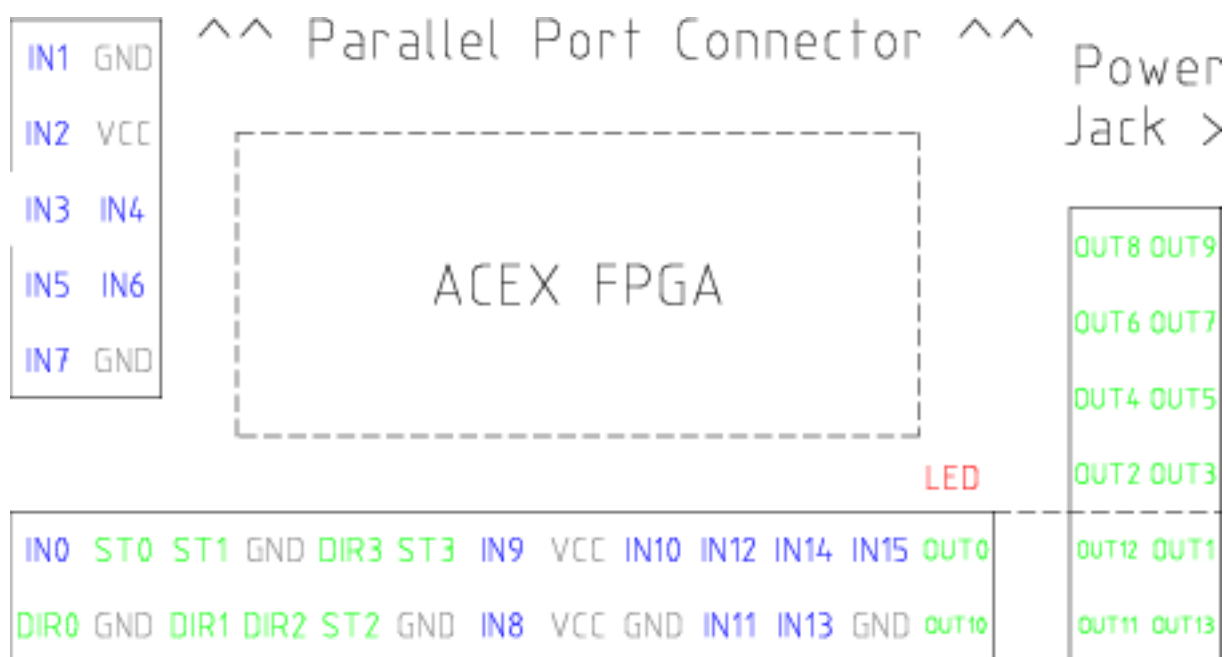 ^^ Parallel Port Connector ^^
Power
Jack >
IN1 GND
IN2 VCC
IN3 IN4
IN5 IN6
IN7 GND
ACEX FPGA
OUT8 OUT9
OUT6 OUT7
OUT4 OUT5
OUT2 OUT3
OUT12 OUT1
OUT11 OUT13
LED
IN0 ST0 ST1 GND DIR3 ST3 IN9 VCC IN10 IN12 IN14 IN15 OUT0
DIR0 GND DIR1 DIR2 ST2 GND IN8 VCC GND IN11 IN13 GND OUT10